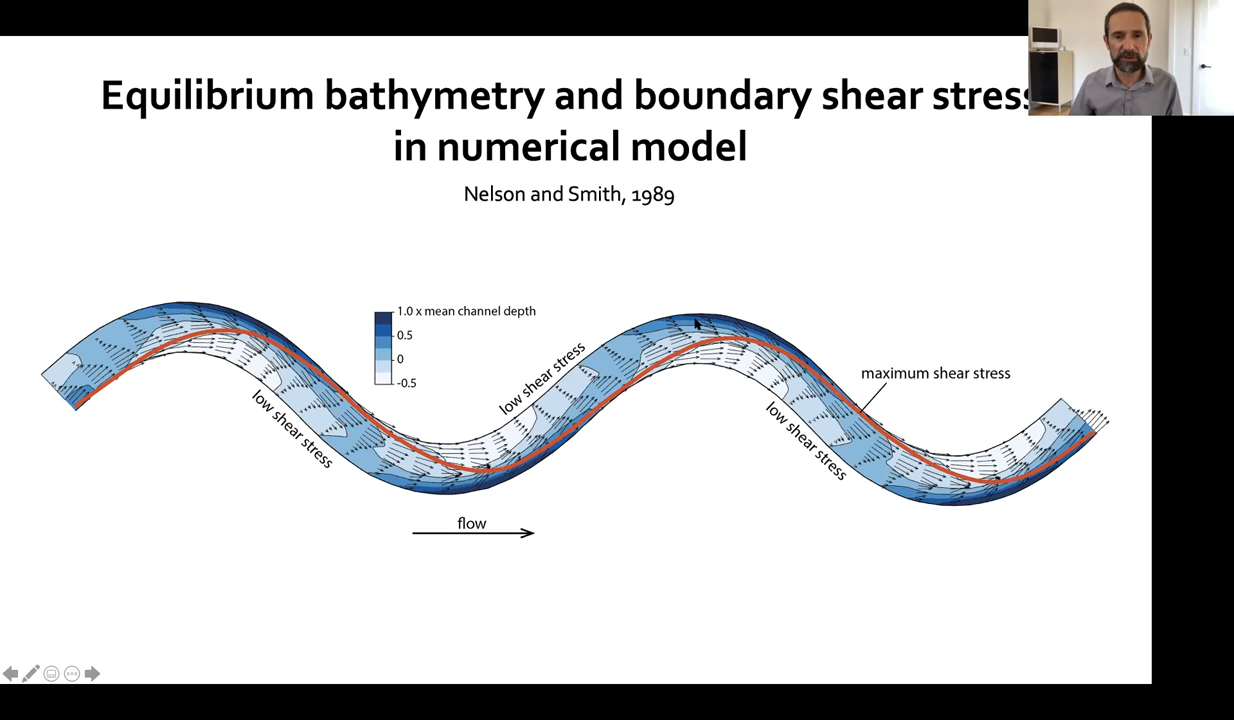 Equilibrium bathymetry and boundary shear stress
in numerical model
Nelson and Smith, 1989
1.0 x mean channel depth
0.5
0
-0.5
low shear stress
low shear stress
low shear stress
maximum shear stress
flow